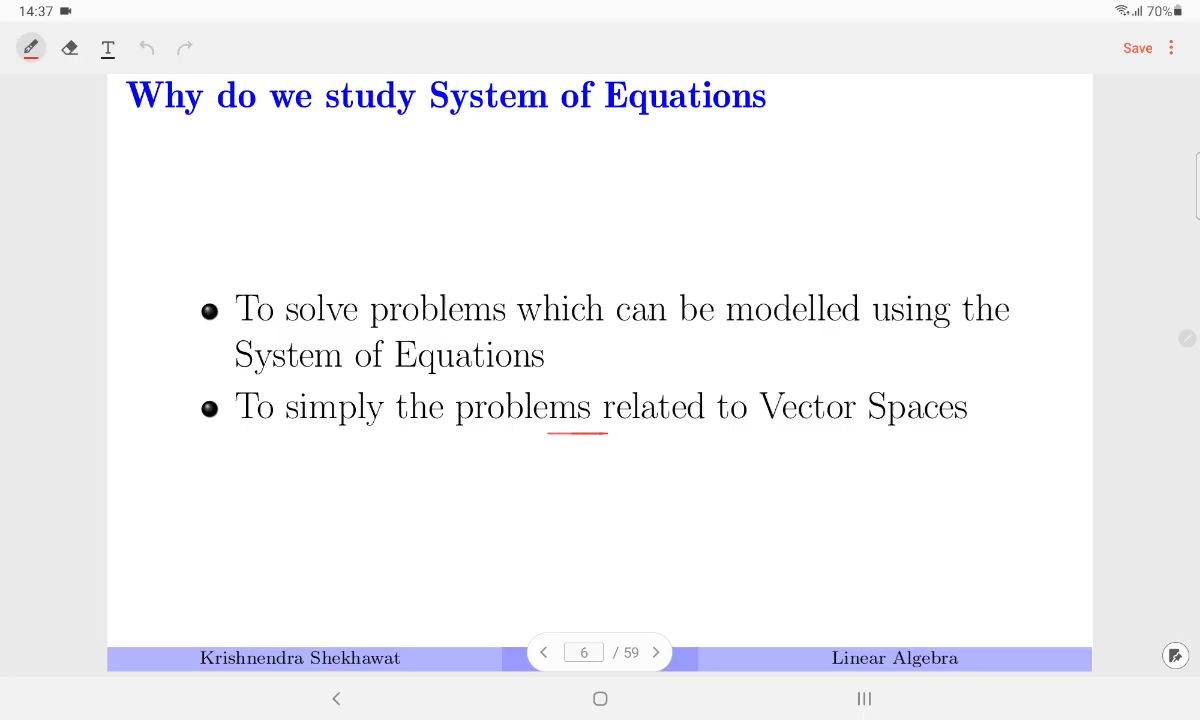 14:37
70%
T
Save
Why do we study System of Equations
To solve problems which can be modelled using the
System of Equations
To simply the problems related to Vector Spaces
Krishnendra Shekhawat
6 / 59
Linear Algebra